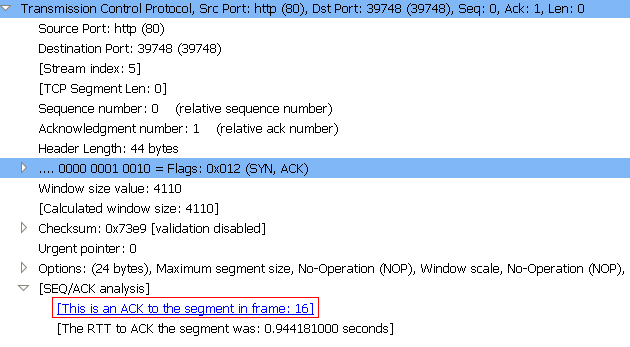 Transmission Control Protocol, Src Port: http (80), Dst Port: 39748 (39748), Seq: 0, Ack: 1, Len: 0
Source Port: http (80)
Destination Port: 39748 (39748)
[Stream index: 5]
[TCP Segment Len: 0]
Sequence number: 0    (relative sequence number)
Acknowledgment number: 1    (relative ack number)
Header Length: 44 bytes
.... 0000 0001 0010 = Flags: 0x012 (SYN, ACK)
Window size value: 4110
[Calculated window size: 4110]
Checksum: 0x73e9 [validation disabled]
Urgent pointer: 0
Options: (24 bytes), Maximum segment size, No-Operation (NOP), Window scale, No-Operation (NOP),
[SEQ/ACK analysis]
[This is an ACK to the segment in frame: 16]
[The RTT to ACK the segment was: 0.944181000 seconds]